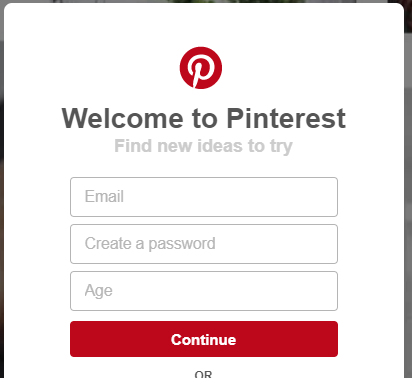 Welcome to Pinterest
Find new ideas to try
Email
Create a password
Age
Continue
OR